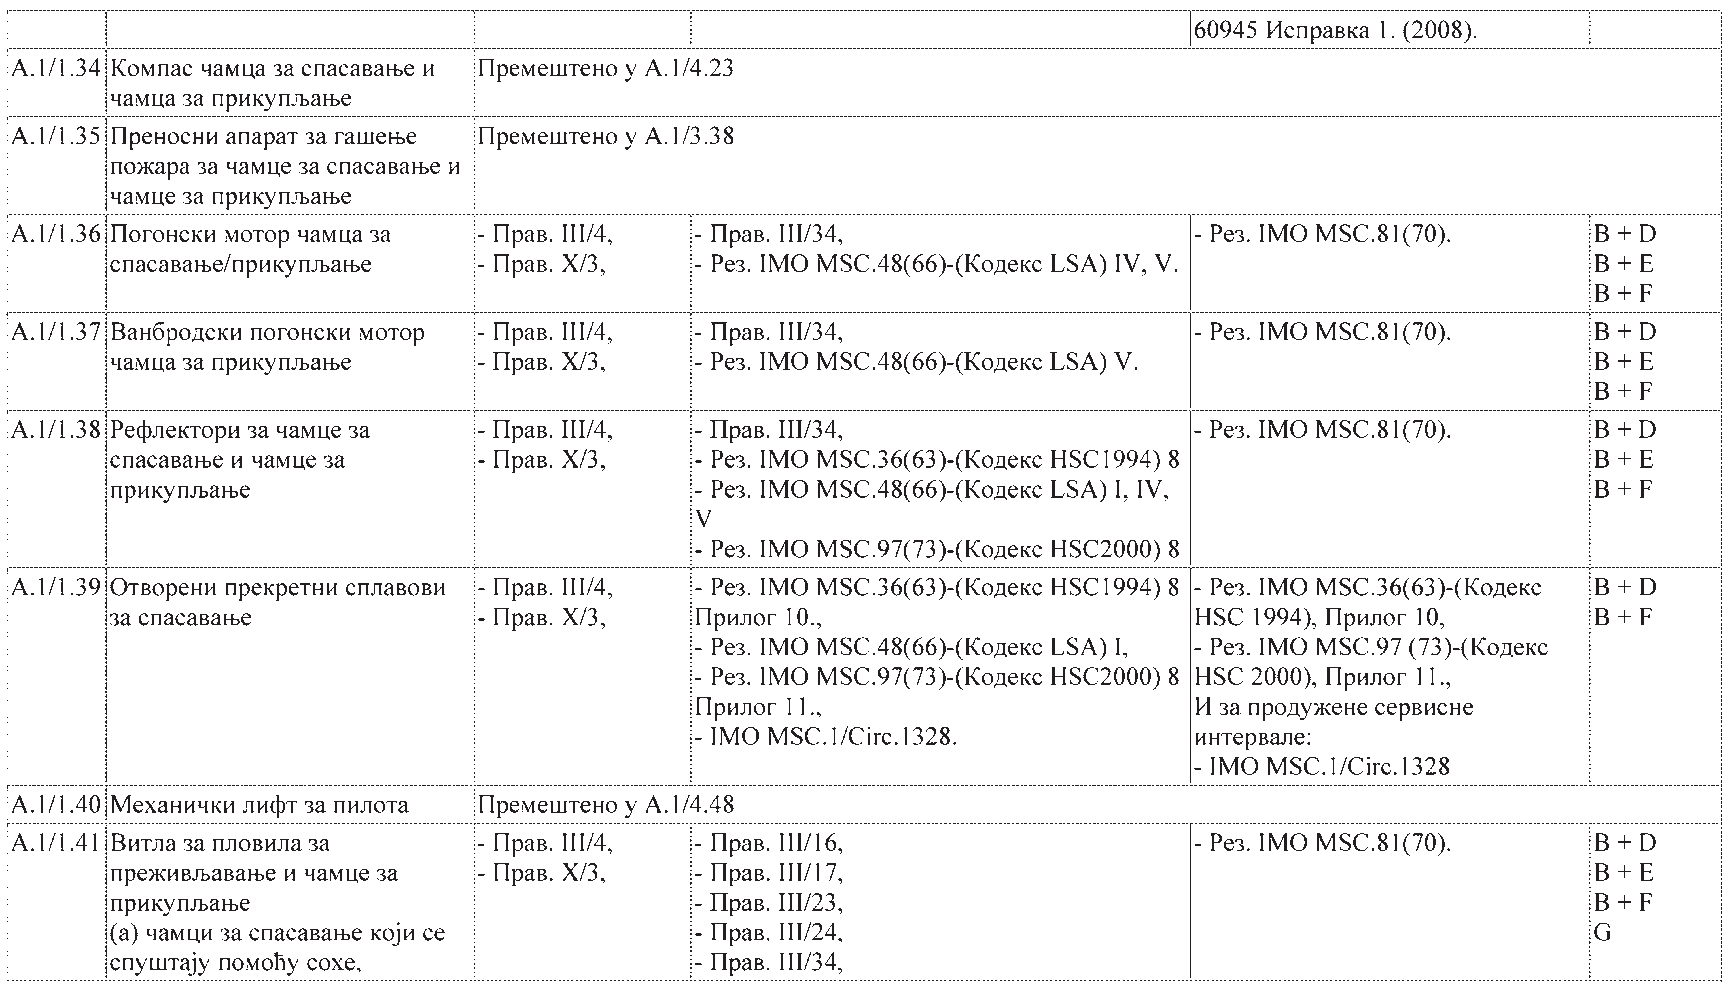 60945 Исправка 1. (2008).
А.1/1.34 Компас чамца за спасавање и
чамца за прикупљање
Премештено у А.1/4.23
А.1/1.35 Преносни апарат за гашење
пожара за чамце за спасавање и
чамце за прикупљање
Премештено у А.1/3.38
А.1/1.36 Погонски мотор чамца за
спасавање/прикупљање
- Прав. III/4,
- Прав. X/3,
- Прав. III/34,
- Рез. IMO MSC.48(66)-(Кодекс LSA) IV, V.
- Рез. IMO MSC.81(70).
B + D
B + E
B + F
А.1/1.37 Ванбродски погонски мотор
чамца за прикупљање
- Прав. III/4,
- Прав. X/3,
- Прав. III/34,
- Рез. IMO MSC.48(66)-(Кодекс LSA) V.
- Рез. IMO MSC.81(70).
B + D
B + E
B + F
А.1/1.38 Рефлектори за чамце за
спасавање и чамце за
прикупљање
- Прав. III/4,
- Прав. X/3,
- Прав. III/34,
- Рез. IMO MSC.36(63)-(Кодекс HSC1994) 8
- Рез. IMO MSC.48(66)-(Кодекс LSA) I, IV,
V
- Рез. IMO MSC.97(73)-(Кодекс HSC2000) 8
- Рез. IMO MSC.81(70).
B + D
B + E
B + F
А.1/1.39 Отворени прекретни сплавови
за спасавање
- Прав. III/4,
- Прав. X/3,
- Рез. IMO MSC.36(63)-(Кодекс HSC1994) 8
Прилог 10.,
- Рез. IMO MSC.48(66)-(Кодекс LSA) I,
- Рез. IMO MSC.97(73)-(Кодекс HSC2000) 8
Прилог 11.,
- IMO MSC.1/Circ.1328.
- Рез. IMO MSC.36(63)-(Кодекс
HSC 1994), Прилог 10,
- Рез. IMO MSC.97 (73)-(Кодекс
HSC 2000), Прилог 11.,
И за продужене сервисне
интервале:
- IMO MSC.1/Circ.1328
B + D
B + F
А.1/1.40 Механички лифт за пилота
Премештено у А.1/4.48
А.1/1.41 Витла за пловила за
преживљавање и чамце за
прикупљање
(а) чамци за спасавање који се
спуштају помоћу сохе,
- Прав. III/4,
- Прав. X/3,
- Прав. III/16,
- Прав. III/17,
- Прав. III/23,
- Прав. III/24,
- Прав. III/34,
- Рез. IMO MSC.81(70).
B + D
B + E
B + F
G